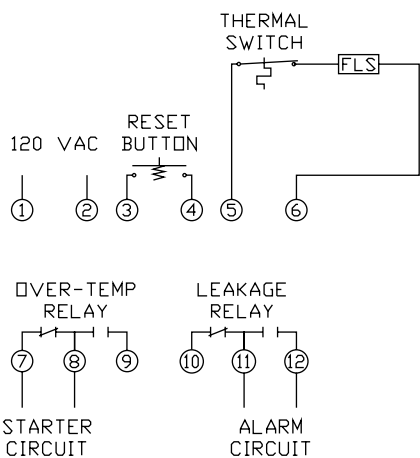 THERMAL
SWITCH
FLS
RESET
120 VAC BUTTON
1 2 3 4 5 6
OVER-TEMP LEAKAGE
RELAY RELAY
7 8 9 10 11 12
STARTER ALARM
CIRCUIT CIRCUIT